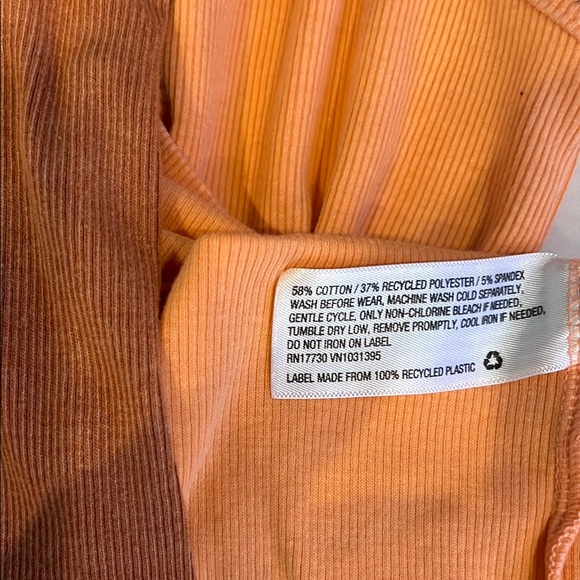 58% COTTON / 37% RECYCLED POLYESTER / 5% SPANDEX
WASH BEFORE WEAR, MACHINE WASH COLD SEPARATELY,
GENTLE CYCLE, ONLY NON-CHLORINE BLEACH IF NEEDED,
TUMBLE DRY LOW, REMOVE PROMPTLY, COOL IRON IF NEEDED,
DO NOT IRON ON LABEL
RN17730 VN1031395
LABEL MADE FROM 100% RECYCLED PLASTIC